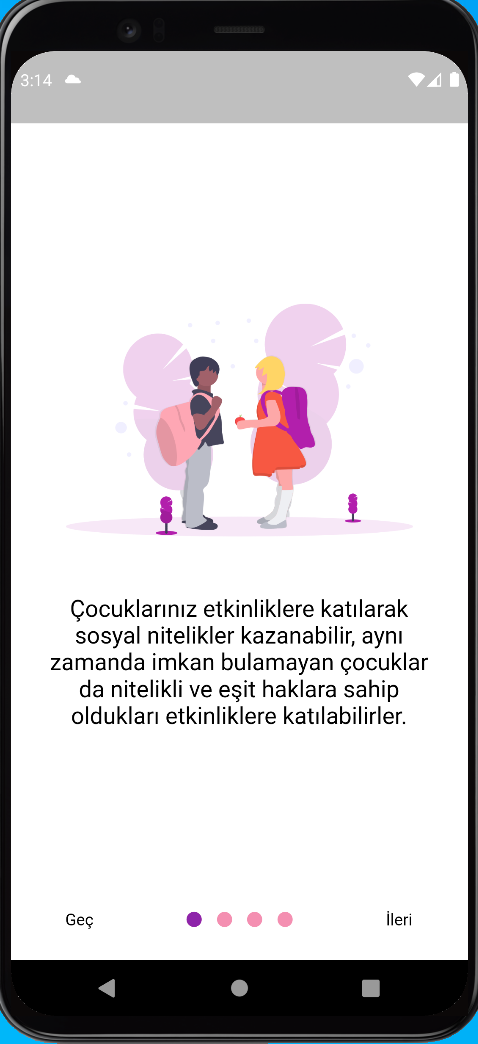 3:14
Çocuklarınız etkinliklere katılarak
sosyal nitelikler kazanabilir, aynı
zamanda imkan bulamayan çocuklar
da nitelikli ve eşit haklara sahip
oldukları etkinliklere katılabilirler.
Geç
İleri